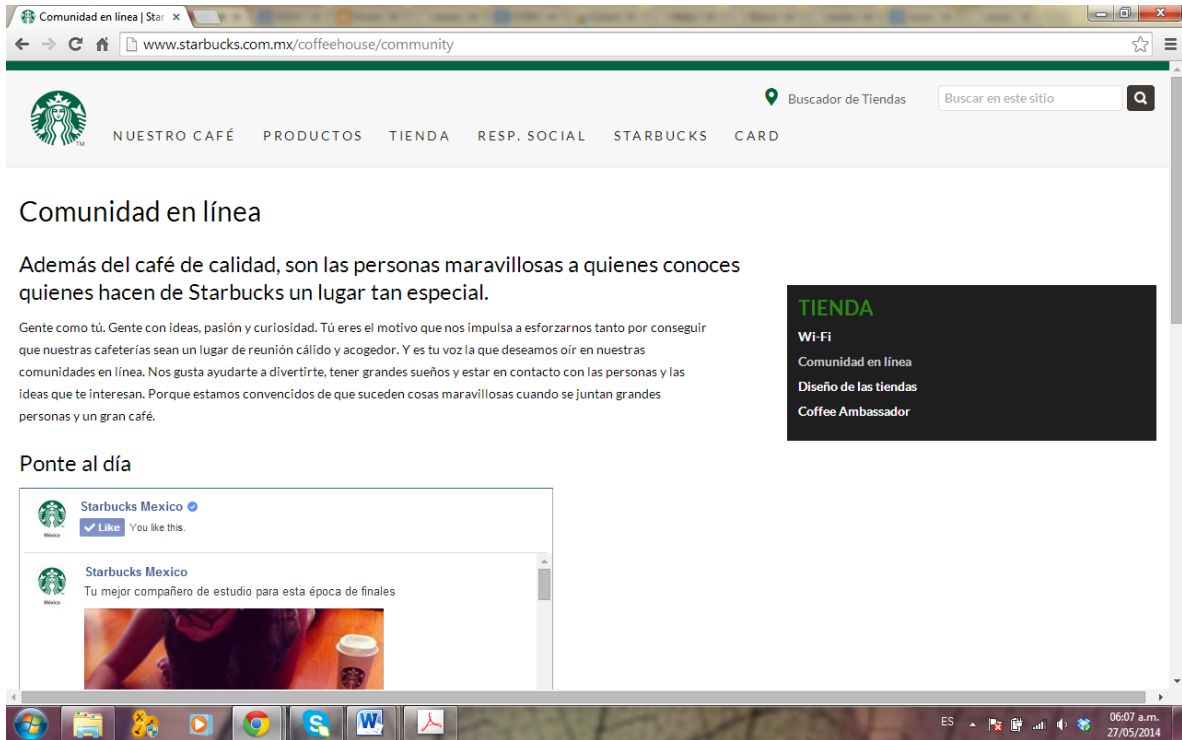 Comunidad en línea | Star
www.starbucks.com.mx/coffeehouse/community
Buscador de Tiendas
Buscar en este sitio
TM
NUESTRO CAFÉ PRODUCTOS TIENDA RESP. SOCIAL STARBUCKS CARD
Comunidad en línea
Además del café de calidad, son las personas maravillosas a quienes conoces
quienes hacen de Starbucks un lugar tan especial.
Gente como tú. Gente con ideas, pasión y curiosidad. Tú eres el motivo que nos impulsa a esforzarnos tanto por conseguir
que nuestras cafeterías sean un lugar de reunión cálido y acogedor. Y es tu voz la que deseamos oír en nuestras
comunidades en línea. Nos gusta ayudarte a divertirte, tener grandes sueños y estar en contacto con las personas y las
ideas que te interesan. Porque estamos convencidos de que suceden cosas maravillosas cuando se juntan grandes
personas y un gran café.
TIENDA
Wi-Fi
Comunidad en línea
Diseño de las tiendas
Coffee Ambassador
Ponte al día
Starbucks Mexico
Like You like this.
México
Starbucks Mexico
Tu mejor compañero de estudio para esta época de finales
México
ES
06:07 a.m.
27/05/2014